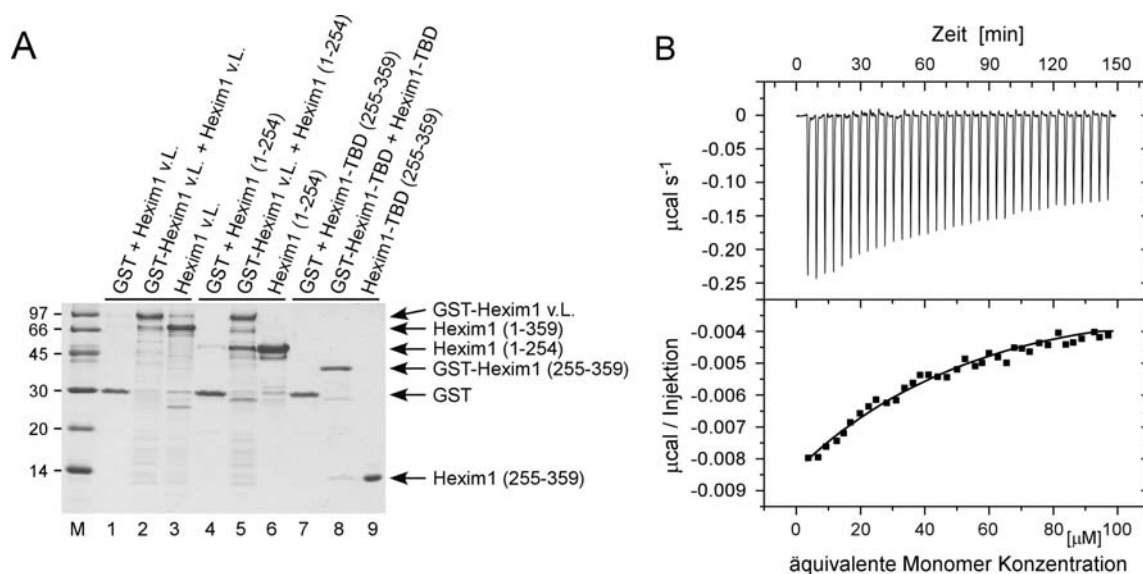 A
GST + Hexim1 v.L.
GST-Hexim1 v.L. + Hexim1 v.L.
Hexim1 v.L.
GST + Hexim1 (1-254)
GST-Hexim1 v.L. + Hexim1 (1-254)
Hexim1 (1-254)
GST + Hexim1-TBD (255-359)
GST-Hexim1-TBD + Hexim1-TBD
Hexim1-TBD (255-359)
97
66
45
30
20
14
GST-Hexim1 v.L.
Hexim1 (1-359)
Hexim1 (1-254)
GST-Hexim1 (255-359)
GST
Hexim1 (255-359)
M 1 2 3 4 5 6 7 8 9
B
Zeit [min]
0 30 60 90 120 150
0
-0.05
-0.10
-0.15
-0.20
-0.25
µcal s⁻¹
-0.004
-0.005
-0.006
-0.007
-0.008
-0.009
µcal / Injektion
0 20 40 60 80 [µM] 100
äquivalente Monomer Konzentration